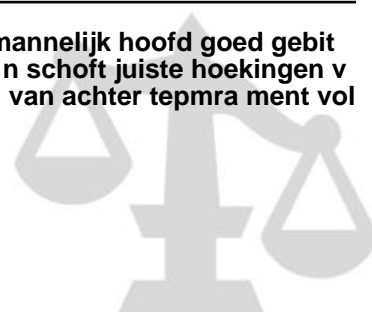 mannelijk hoofd goed gebit
n schoft juiste hoekingen v
van achter tepmra ment vol